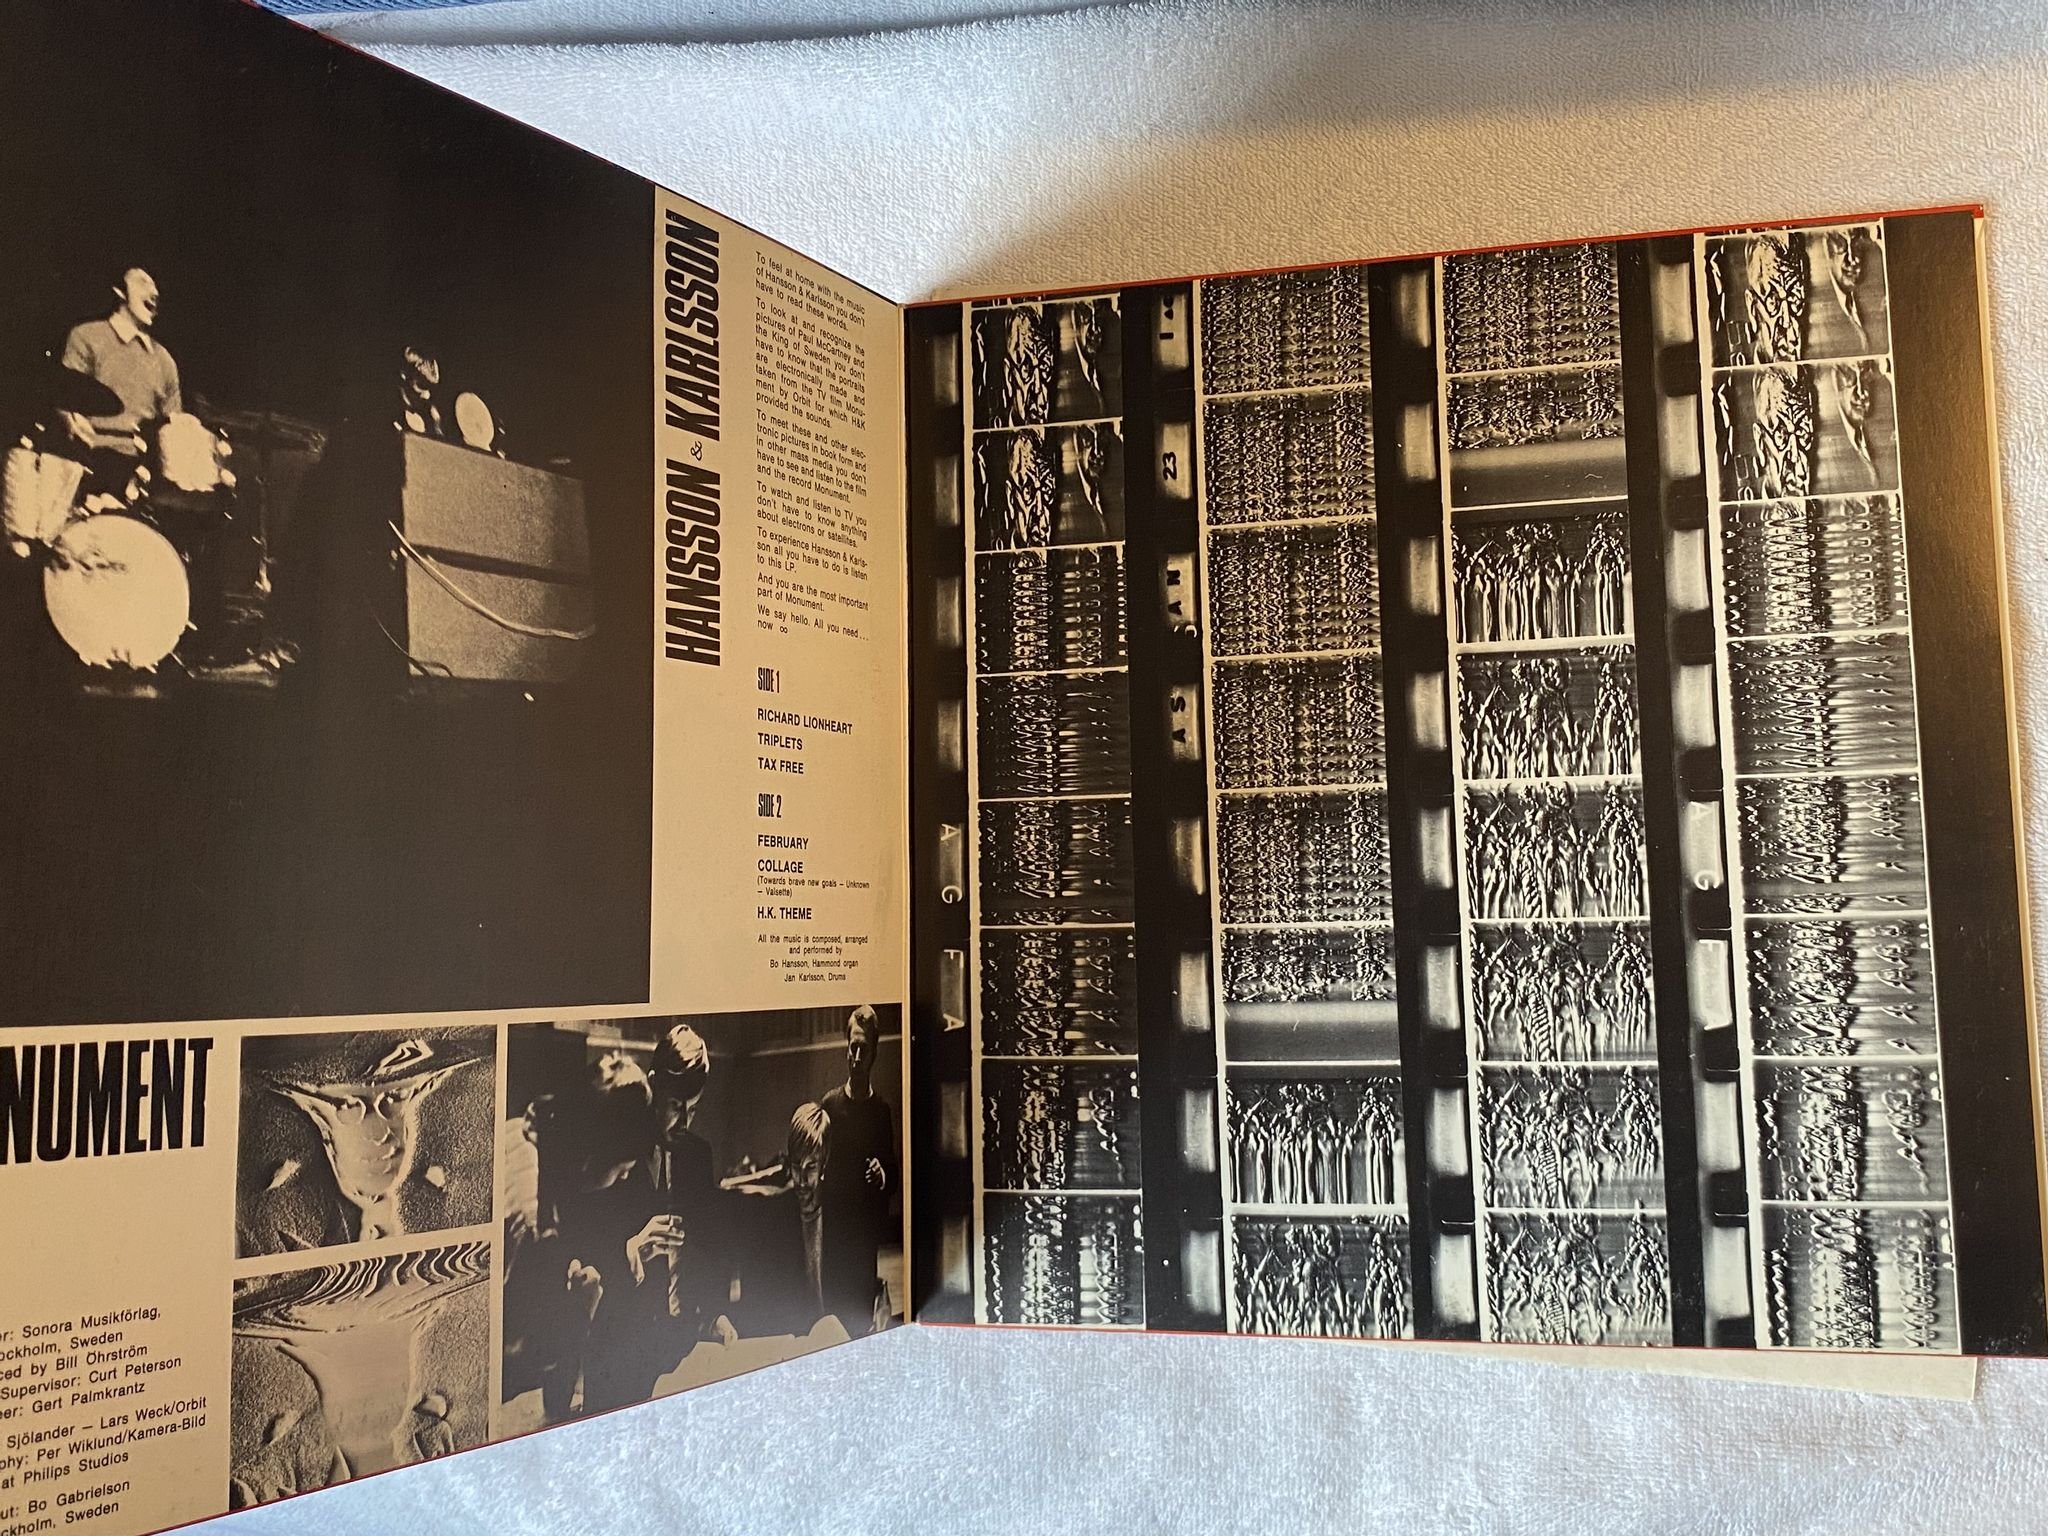 HANSSON & KARLSSON
To feel at home with the music
of Hansson & Karlsson you don't
have to read these words.
To look at and recognize the
pictures of Paul McCartney and
the King of Sweden you don't
have to know that the portraits
are electronically made and
taken from the TV film Monu-
ment by Orbit for which H&K
provided the sounds.
To meet these and other elec-
tronic pictures in book form and
in other mass media you don't
have to see and listen to the film
and the record Monument.
To watch and listen to TV you
don't have to know anything
about electrons or satellites.
To experience Hansson & Karls-
son all you have to do is listen
to this LP.
And you are the most important
part of Monument.
We say hello. All you need...
now ∞
SIDE 1
RICHARD LIONHEART
TRIPLETS
TAX FREE
SIDE 2
FEBRUARY
COLLAGE
(Towards brave new goals – Unknown
– Valsette)
H.K. THEME
All the music is composed, arranged
and performed by
Bo Hansson, Hammond organ
Jan Karlsson, Drums
NUMENT
er: Sonora Musikförlag,
ockholm, Sweden
ced by Bill Öhrström
Supervisor: Curt Peterson
eer: Gert Palmkrantz
Sjölander – Lars Weck/Orbit
phy: Per Wiklund/Kamera-Bild
at Philips Studios
ut: Bo Gabrielson
ckholm, Sweden
AGFA
23
AGFA